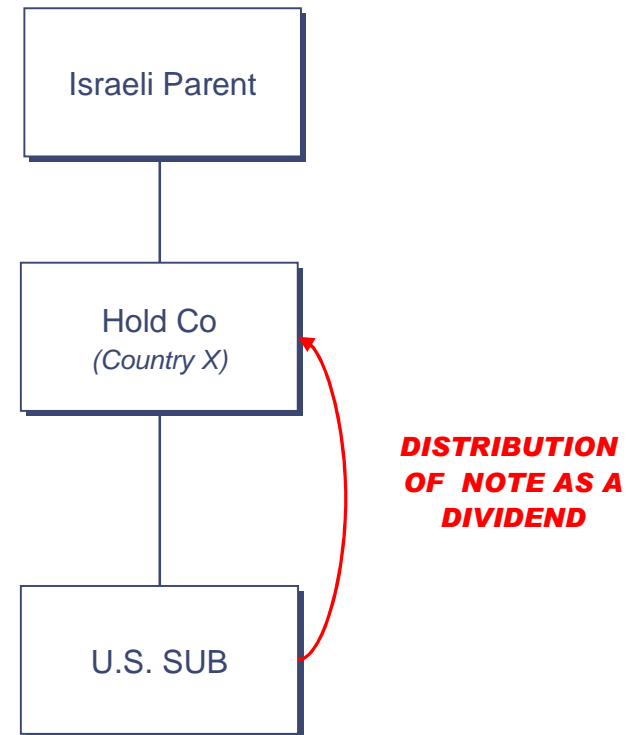 Israeli Parent
Hold Co
(Country X)
DISTRIBUTION
OF NOTE AS A
DIVIDEND
U.S. SUB